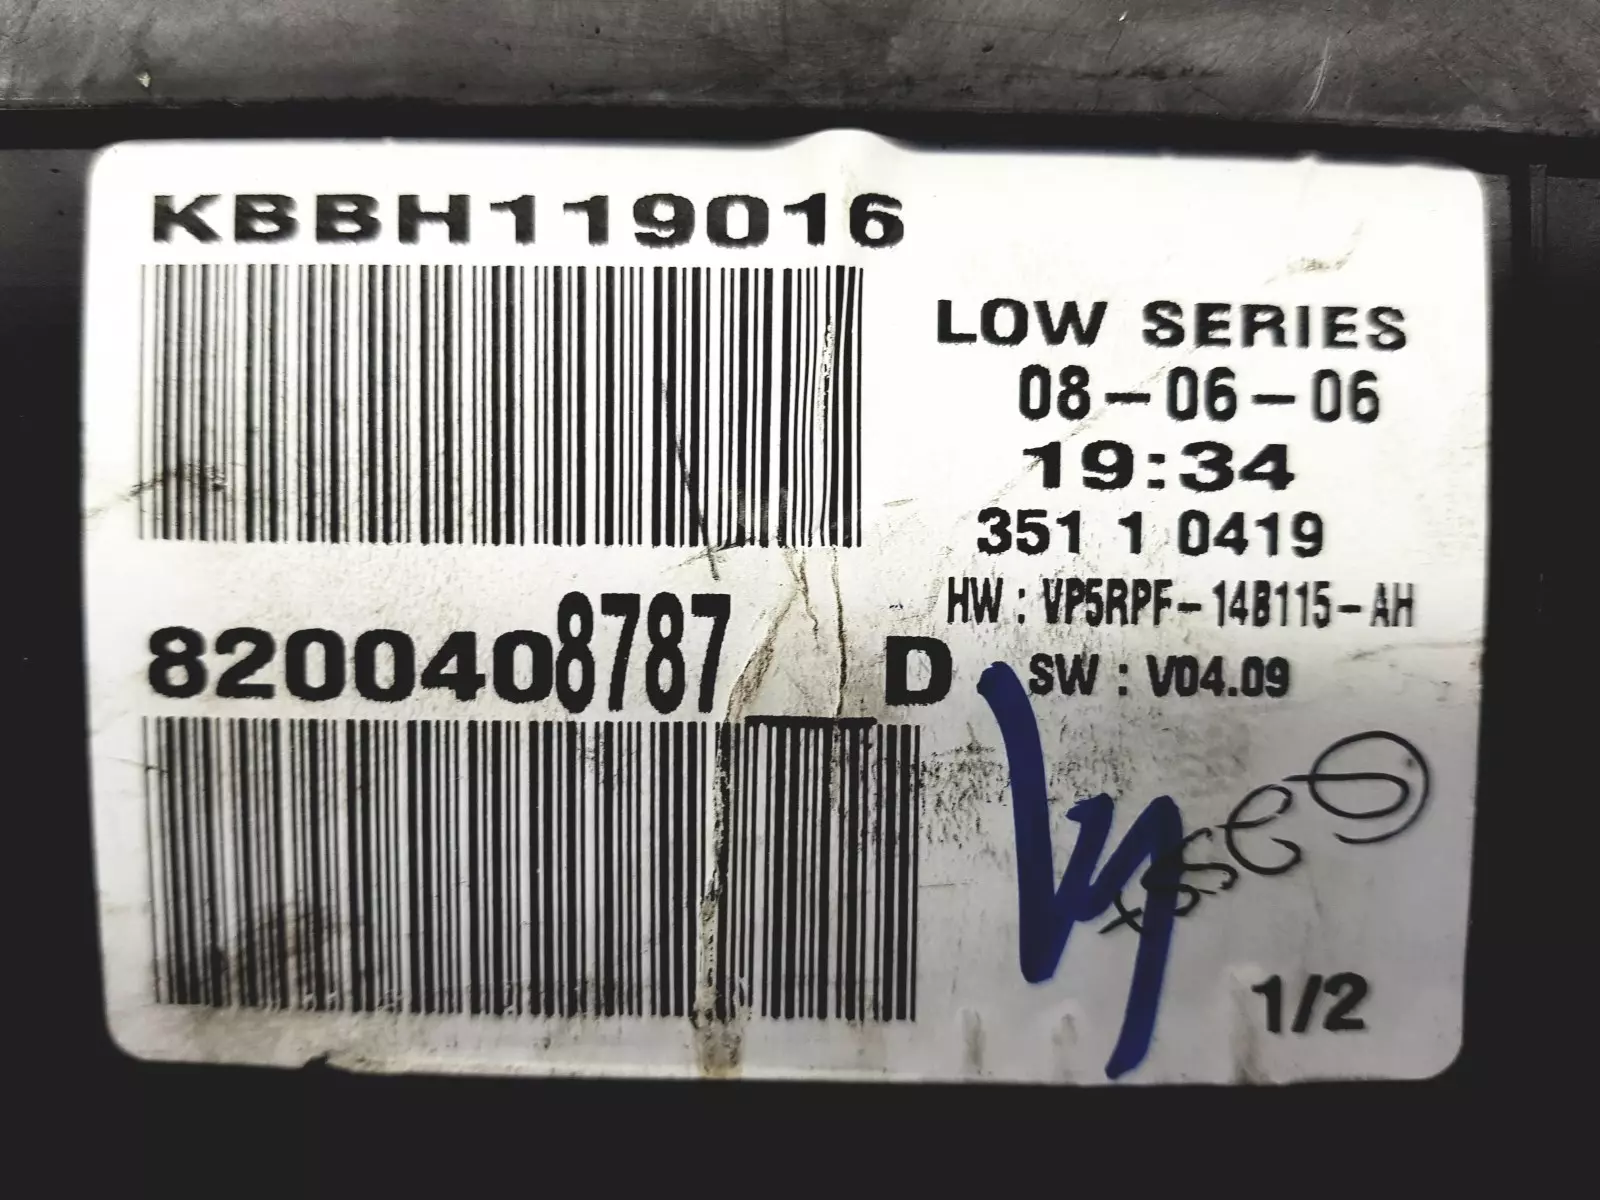 KBBH119016
LOW SERIES
08-06-06
19:34
351 1 0419
HW : VP5RPF-14B115-AH
8200408787__D
SW : V04.09
1/2